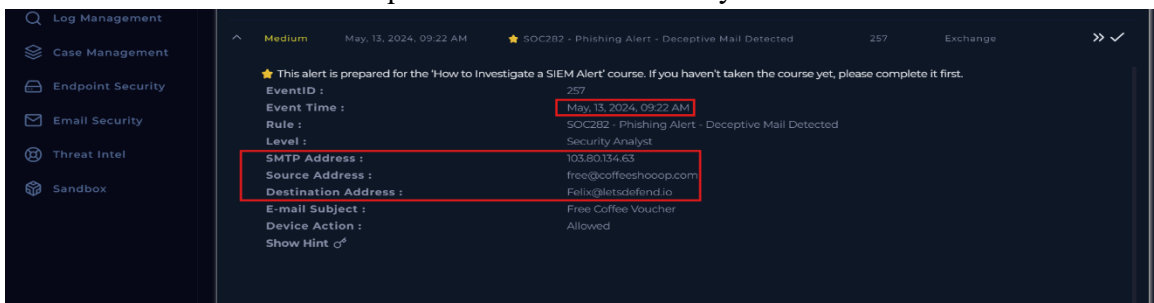 Log Management
Medium May, 13, 2024, 09:22 AM SOC282 - Phishing Alert - Deceptive Mail Detected 257 Exchange
Case Management
This alert is prepared for the 'How to Investigate a SIEM Alert' course. If you haven't taken the course yet, please complete it first.
Endpoint Security
EventID : 257
Event Time : May, 13, 2024, 09:22 AM
Email Security
Rule : SOC282 - Phishing Alert - Deceptive Mail Detected
Level : Security Analyst
Threat Intel
SMTP Address : 103.80.134.63
Source Address : free@coffeeshooop.com
Sandbox
Destination Address : Felix@letsdefend.io
E-mail Subject : Free Coffee Voucher
Device Action : Allowed
Show Hint